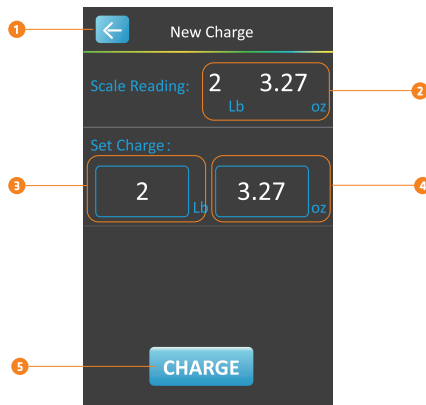 1 New Charge
Scale Reading: 2 Lb 3.27 oz 2
Set Charge :
3 2 Lb 3.27 oz 4
5 CHARGE